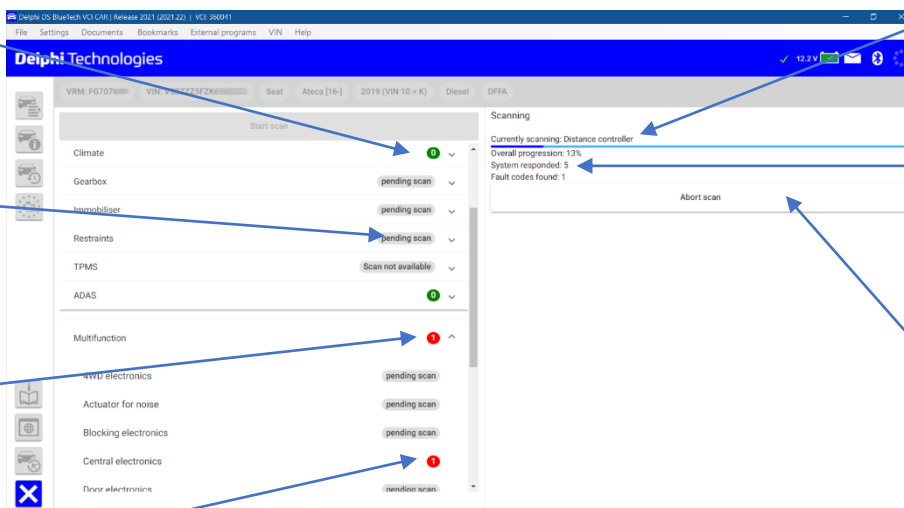 Delphi DS BlueTech VCI CAR | Release 2021 (2021.22) | VCI: 360041
File Settings Documents Bookmarks External programs VIN Help
Delphi Technologies
12.2 V
VRM: FG707 VIN: Seat Ateca [16-] 2019 (VIN 10 = K) Diesel DFFA
Start scan
Climate 0
Gearbox pending scan
Immobiliser pending scan
Restraints pending scan
TPMS Scan not available
ADAS 0
Multifunction 1
4WD electronics pending scan
Actuator for noise pending scan
Blocking electronics pending scan
Central electronics 1
Door electronics pending scan
Scanning
Currently scanning: Distance controller
Overall progression: 13%
System responded: 5
Fault codes found: 1
Abort scan